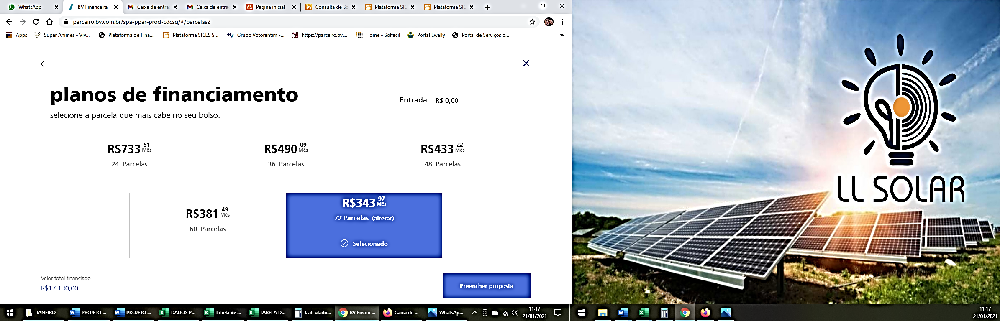 WhatsApp
BV Financeira
Caixa de entra
Caixa de entra
Página inicial
Consulta de Sc
Plataforma SIC
Plataforma SIC
parceiro.bv.com.br/spa-ppar-prod-cdcsg/#/parcelas2
Apps
Super Animes - Viv...
Plataforma de Fina...
Plataforma SICES S...
Grupo Votorantim -...
https://parceiro.bv....
Home - Solfacil
Portal Ewally
Portal de Serviços d...
planos de financiamento
Entrada : R$ 0,00
selecione a parcela que mais cabe no seu bolso:
R$733 51 Mês
24 Parcelas
R$490 09 Mês
36 Parcelas
R$433 22 Mês
48 Parcelas
R$381 49 Mês
60 Parcelas
R$343 97 Mês
72 Parcelas (alterar)
Selecionado
Valor total financiado.
R$17.130,00
Preencher proposta
LL SOLAR
JANEIRO
PROJETO ...
PROJETO ...
DADOS P...
Tabela de ...
TABELA D...
Calculado...
BV Financ...
Caixa de ...
WhatsAp...
11:17
21/01/2021
11:17
21/01/2021